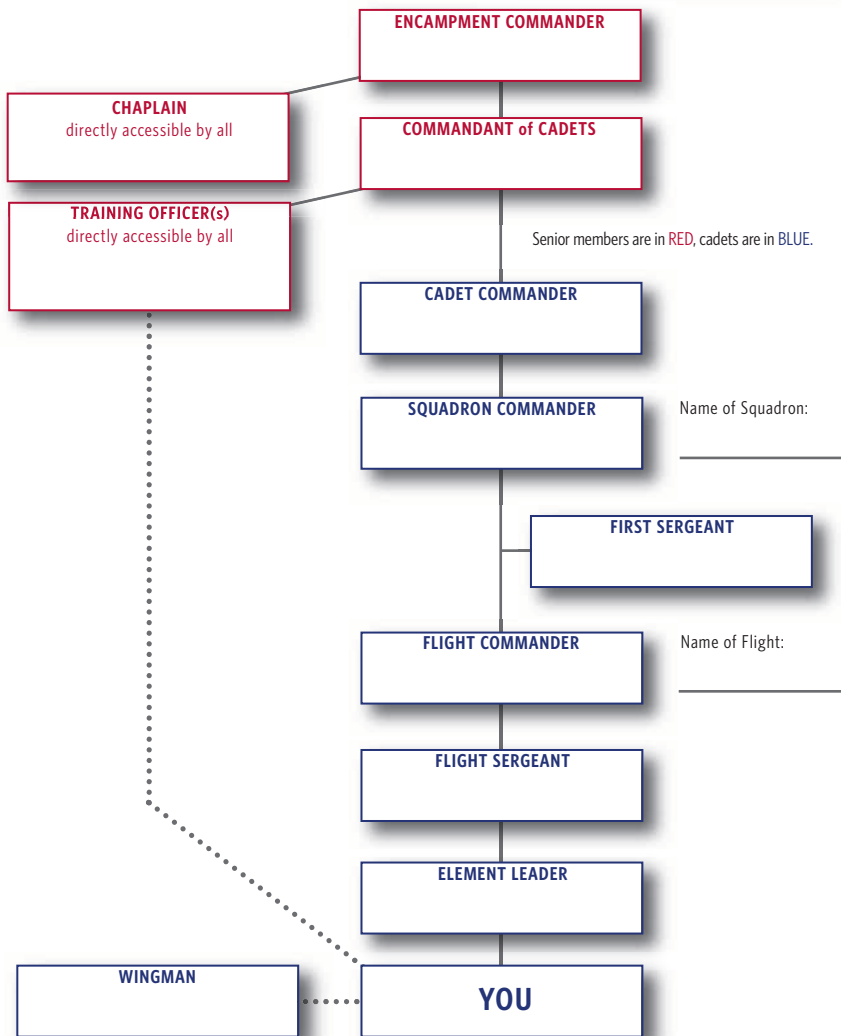 ENCAMPMENT COMMANDER
CHAPLAIN
directly accessible by all
COMMANDANT of CADETS
TRAINING OFFICER(s)
directly accessible by all
Senior members are in RED, cadets are in BLUE.
CADET COMMANDER
SQUADRON COMMANDER
Name of Squadron:
FIRST SERGEANT
FLIGHT COMMANDER
Name of Flight:
FLIGHT SERGEANT
ELEMENT LEADER
WINGMAN
YOU